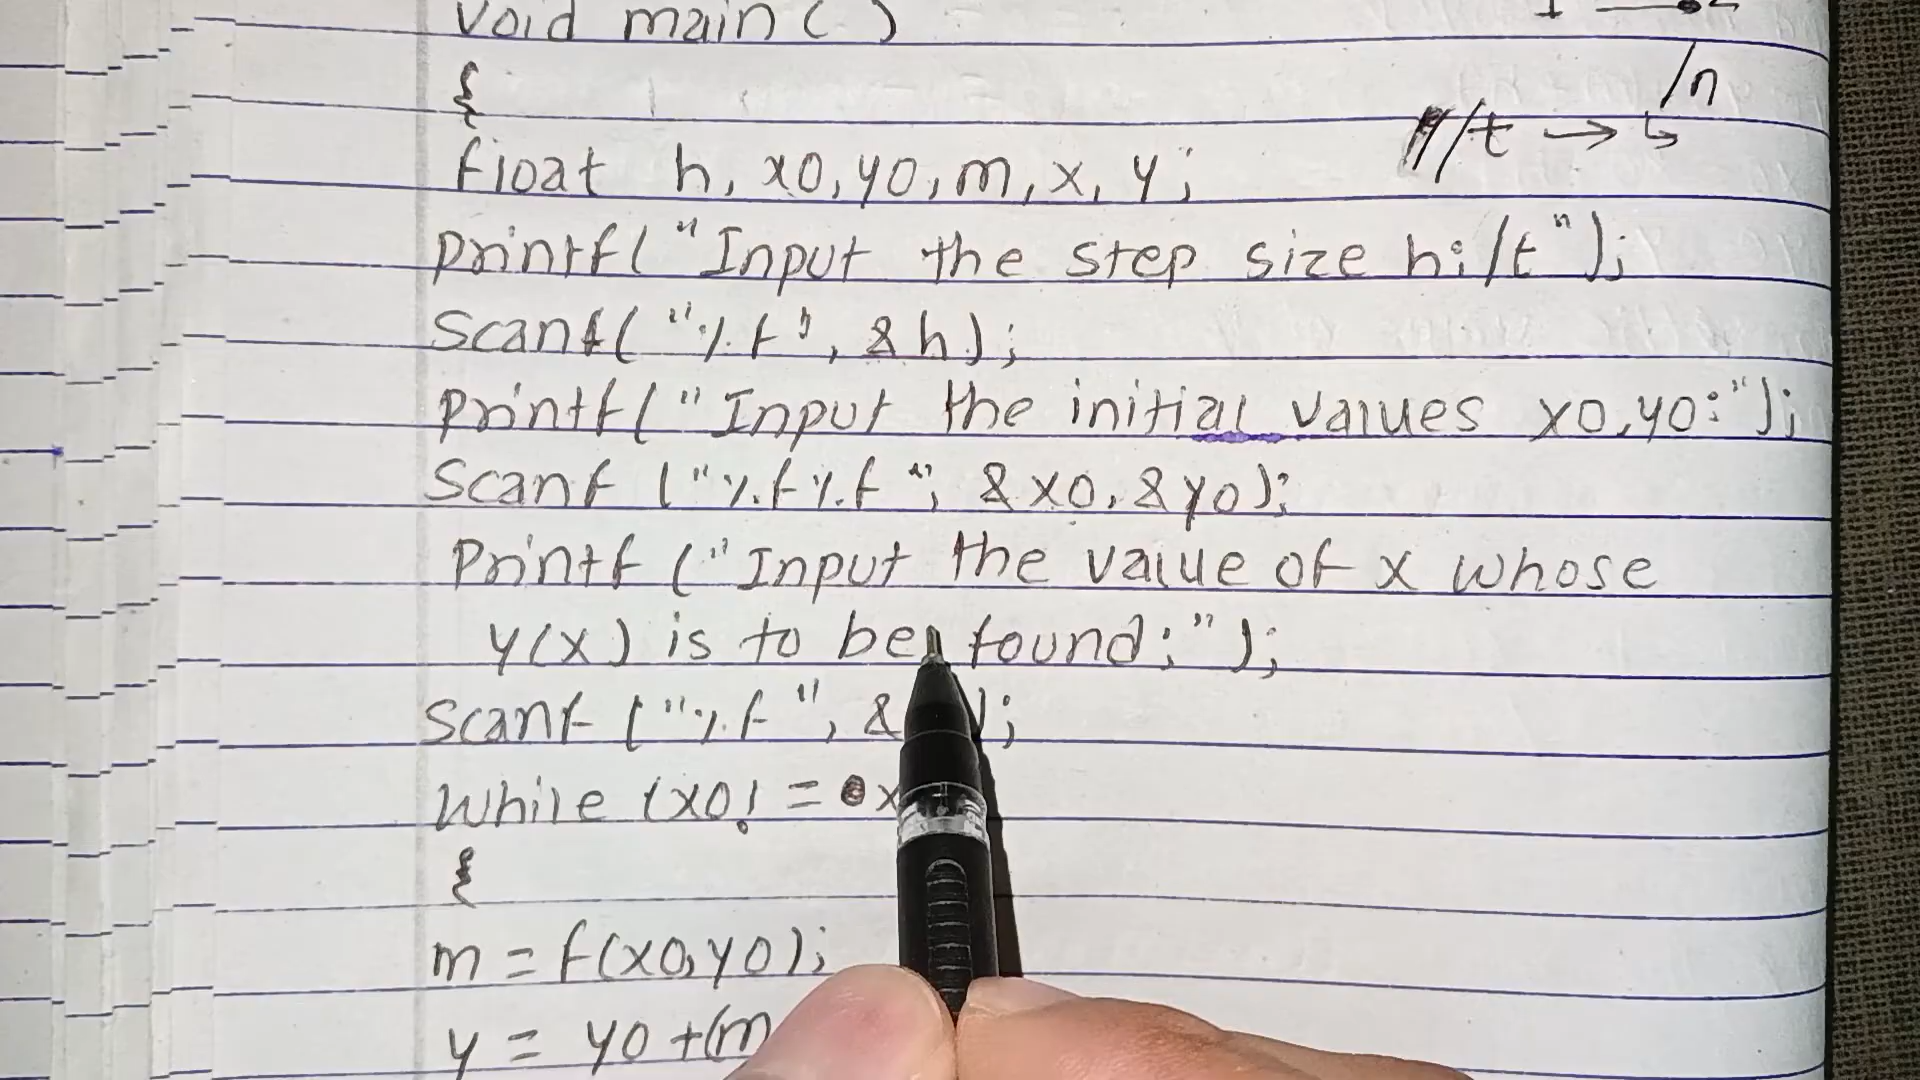 void main( )
/n
{
/t → ↳
float h, x0, y0, m, x, y;
printf("Input the step size h:/t");
Scanf("%f", &h);
printf("Input the initial values x0,y0:");
Scanf ("%f%f", &x0, &y0);
Printf ("Input the value of x whose
y(x) is to be found:");
Scanf ("%f", & );
While (x0! = x
{
m = f(x0,y0);
y = y0 +(m